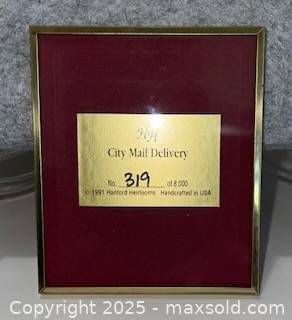 HH
City Mail Delivery
No. 319 of 8,000
© 1991 Hanford Heirlooms Handcrafted in USA
Copyright 2025 - maxsold.com